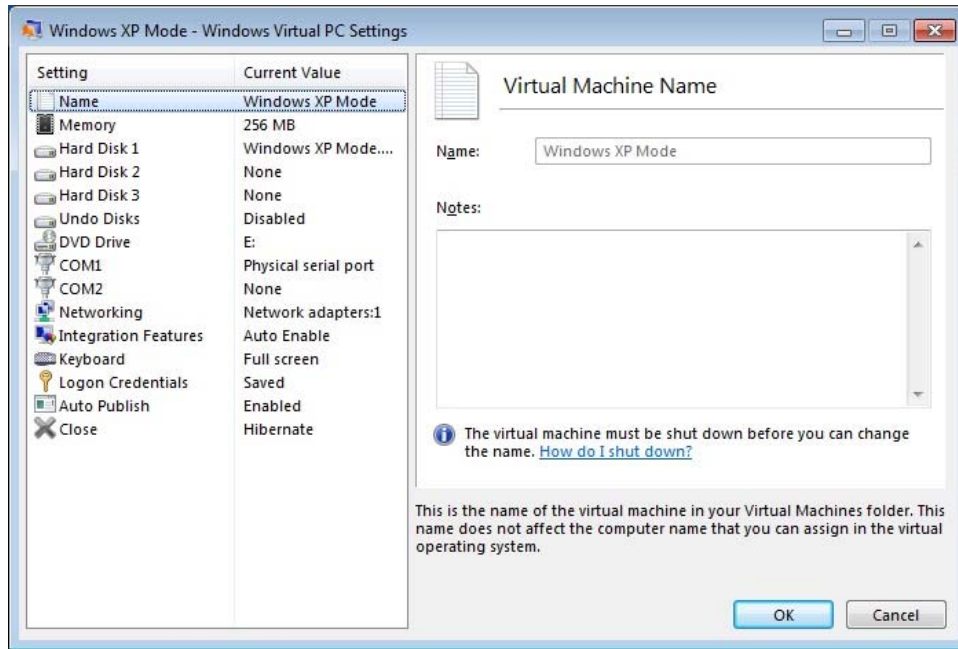 Windows XP Mode - Windows Virtual PC Settings
Setting Current Value
Name Windows XP Mode
Memory 256 MB
Hard Disk 1 Windows XP Mode....
Hard Disk 2 None
Hard Disk 3 None
Undo Disks Disabled
DVD Drive E:
COM1 Physical serial port
COM2 None
Networking Network adapters:1
Integration Features Auto Enable
Keyboard Full screen
Logon Credentials Saved
Auto Publish Enabled
Close Hibernate
Virtual Machine Name
Name: Windows XP Mode
Notes:
The virtual machine must be shut down before you can change
the name. How do I shut down?
This is the name of the virtual machine in your Virtual Machines folder. This
name does not affect the computer name that you can assign in the virtual
operating system.
OK Cancel